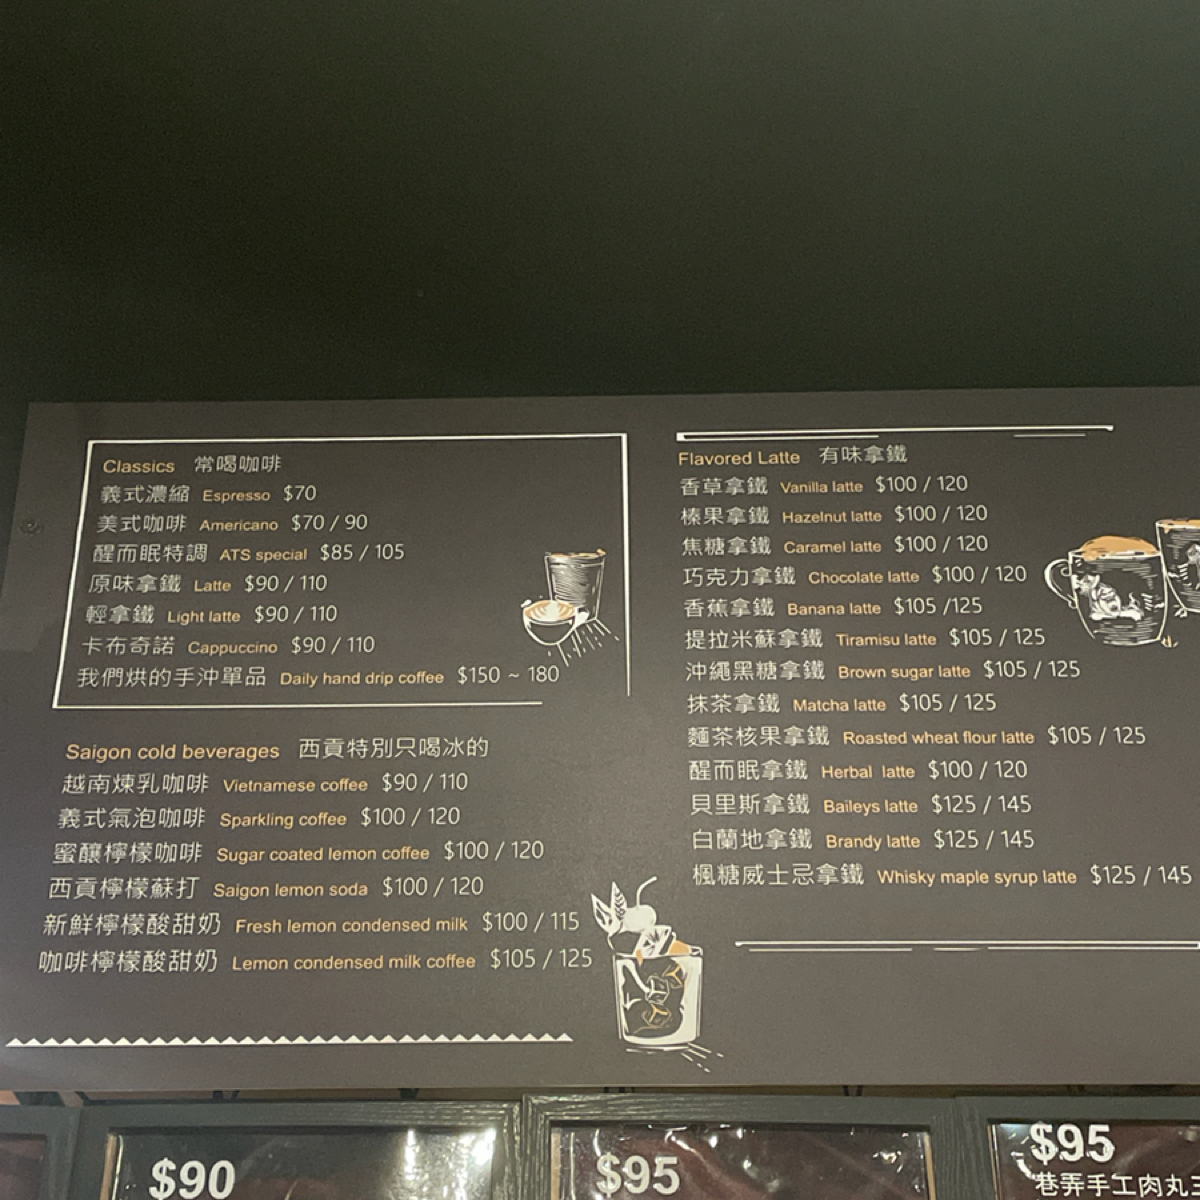 Classics 常喝咖啡
義式濃縮 Espresso $70
美式咖啡 Americano $70 / 90
醒而眠特調 ATS special $85 / 105
原味拿鐵 Latte $90 / 110
輕拿鐵 Light latte $90 / 110
卡布奇諾 Cappuccino $90 / 110
我們烘的手沖單品 Daily hand drip coffee $150 ~ 180
Saigon cold beverages 西貢特別只喝冰的
越南煉乳咖啡 Vietnamese coffee $90 / 110
義式氣泡咖啡 Sparkling coffee $100 / 120
蜜釀檸檬咖啡 Sugar coated lemon coffee $100 / 120
西貢檸檬蘇打 Saigon lemon soda $100 / 120
新鮮檸檬酸甜奶 Fresh lemon condensed milk $100 / 115
咖啡檸檬酸甜奶 Lemon condensed milk coffee $105 / 125
Flavored Latte 有味拿鐵
香草拿鐵 Vanilla latte $100 / 120
榛果拿鐵 Hazelnut latte $100 / 120
焦糖拿鐵 Caramel latte $100 / 120
巧克力拿鐵 Chocolate latte $100 / 120
香蕉拿鐵 Banana latte $105 /125
提拉米蘇拿鐵 Tiramisu latte $105 / 125
沖繩黑糖拿鐵 Brown sugar latte $105 / 125
抹茶拿鐵 Matcha latte $105 / 125
麵茶核果拿鐵 Roasted wheat flour latte $105 / 125
醒而眠拿鐵 Herbal latte $100 / 120
貝里斯拿鐵 Baileys latte $125 / 145
白蘭地拿鐵 Brandy latte $125 / 145
楓糖威士忌拿鐵 Whisky maple syrup latte $125 / 145
$90
$95
$95
巷弄手工肉丸